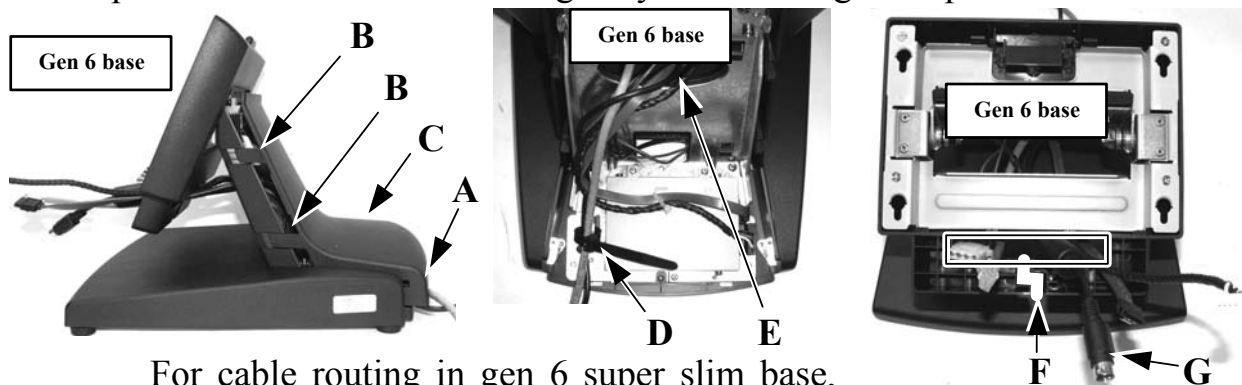 Gen 6 base
B
B
C
A
Gen 6 base
D
E
Gen 6 base
F
G
For cable routing in gen 6 super slim base,